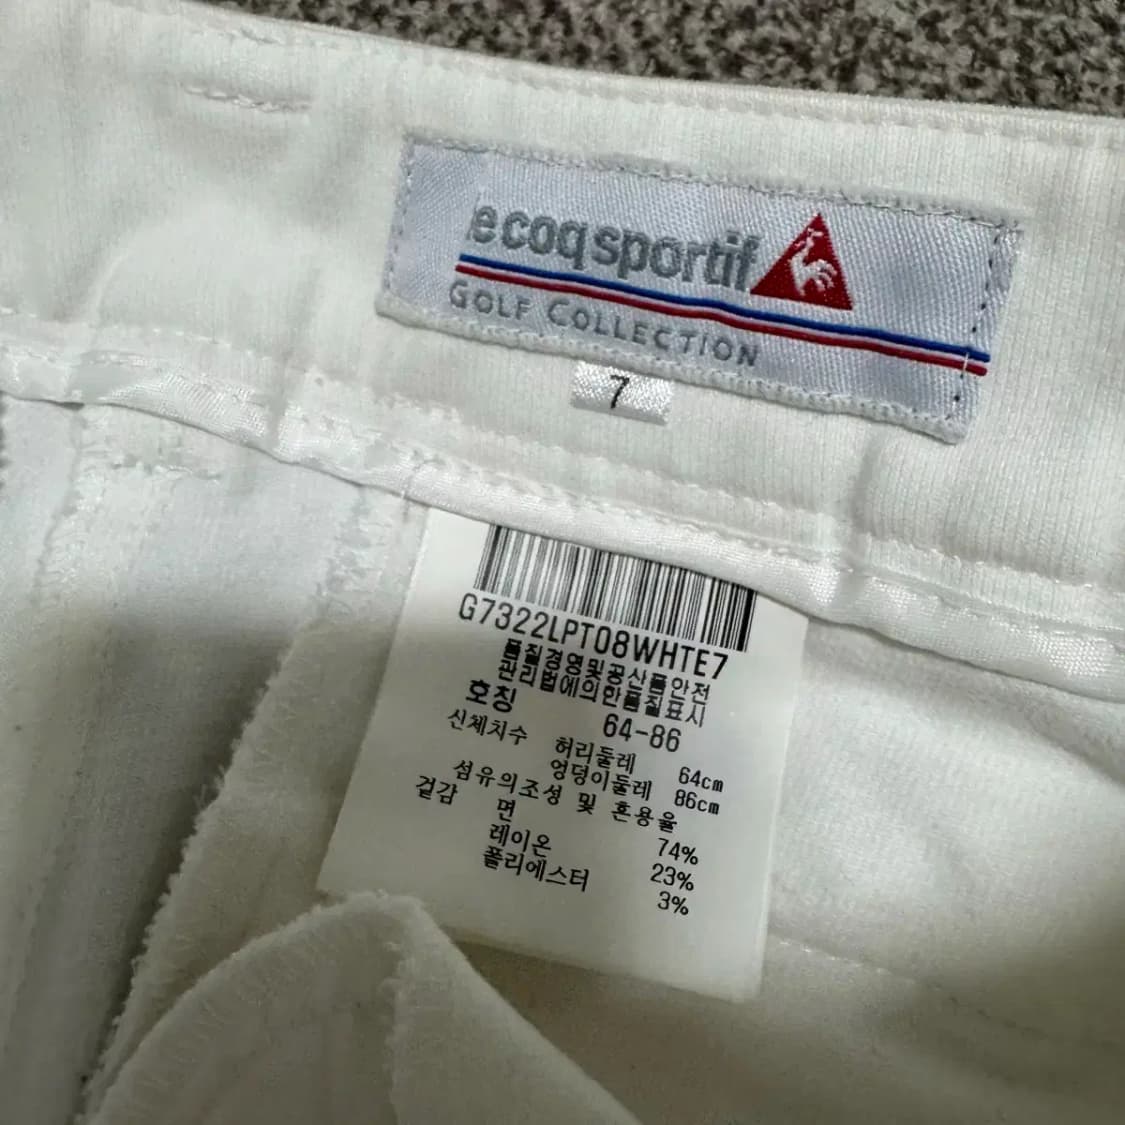 le coq sportif
GOLF COLLECTION
7
G7322LPT08WHTE7
품질경영및공산품안전
관리법에의한품질표시
호칭 64-86
신체치수 허리둘레 64cm
엉덩이둘레 86cm
섬유의조성 및 혼용율
겉감 면 74%
레이온 23%
폴리에스터 3%